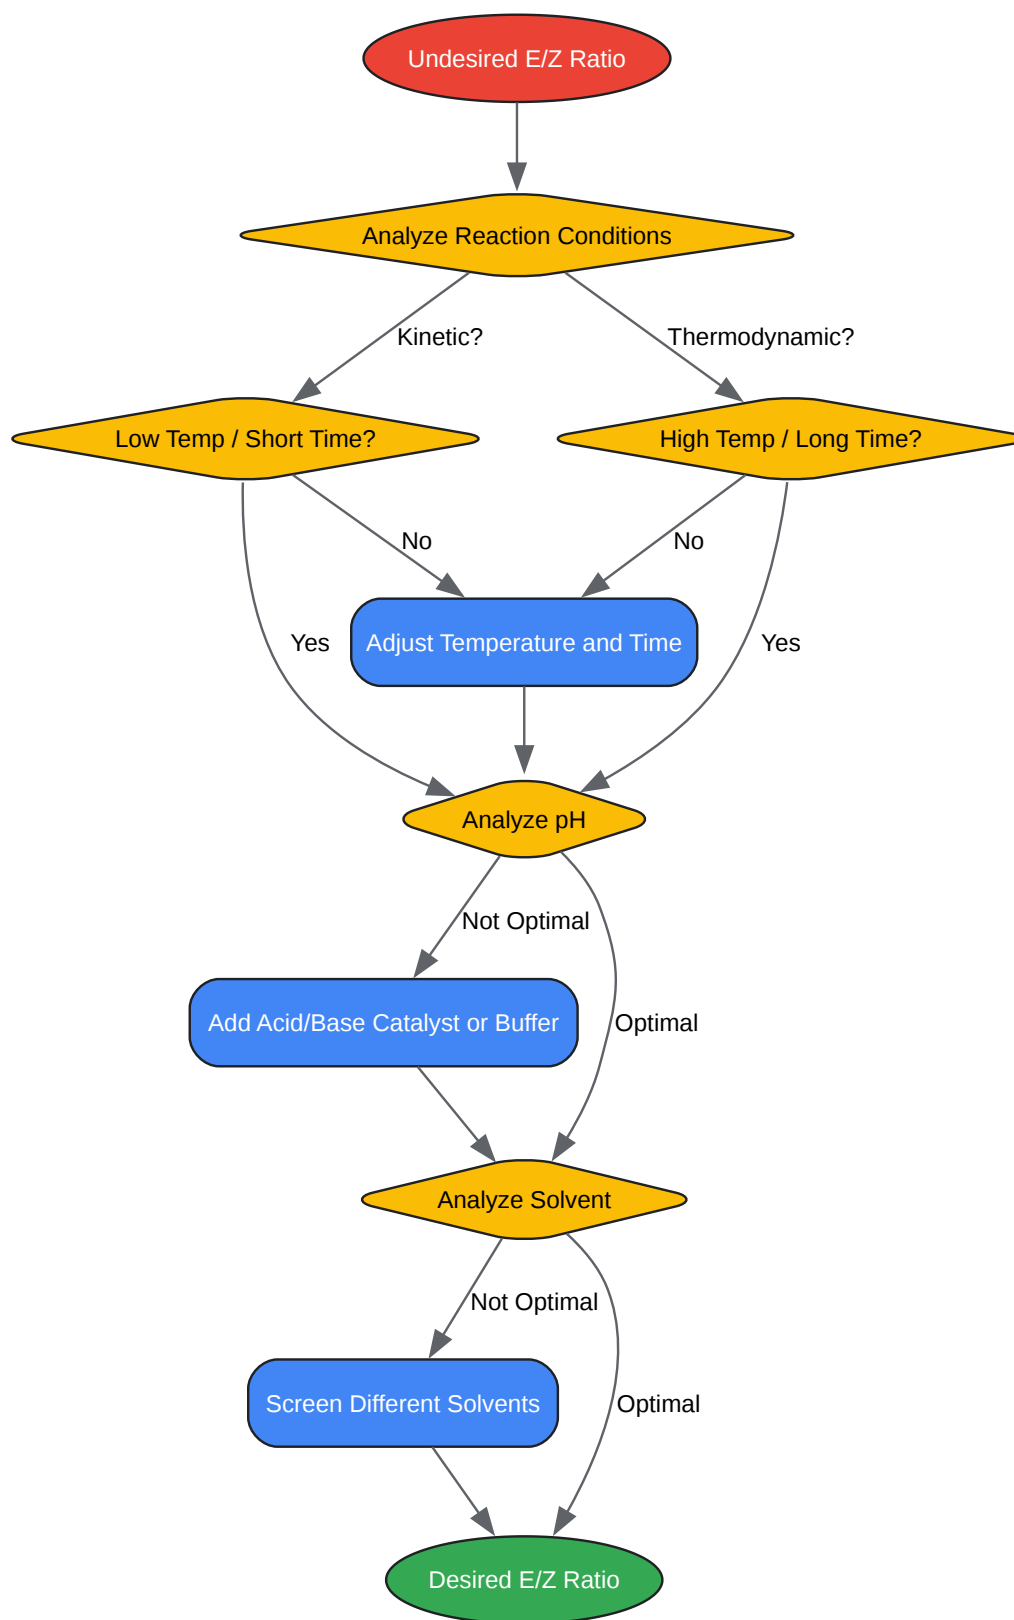 Undesired E/Z Ratio
Analyze Reaction Conditions
Kinetic?
Thermodynamic?
Low Temp / Short Time?
High Temp / Long Time?
No
No
Yes
Adjust Temperature and Time
Yes
Analyze pH
Not Optimal
Add Acid/Base Catalyst or Buffer
Optimal
Analyze Solvent
Not Optimal
Screen Different Solvents
Optimal
Desired E/Z Ratio